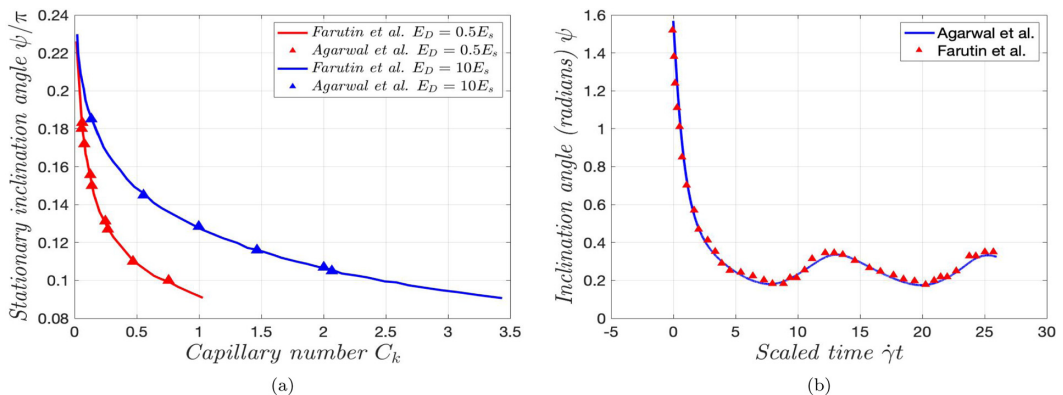 Stationary inclination angle ψ/π
0.24
0.22
0.2
0.18
0.16
0.14
0.12
0.1
0.08
0
0.5
1
1.5
2
2.5
3
3.5
Capillary number C_k
Farutin et al. E_D = 0.5E_s
Agarwal et al. E_D = 0.5E_s
Farutin et al. E_D = 10E_s
Agarwal et al. E_D = 10E_s
(a)
Inclination angle (radians) ψ
1.6
1.4
1.2
1
0.8
0.6
0.4
0.2
0
-5
0
5
10
15
20
25
30
Scaled time γ̇t
Agarwal et al.
Farutin et al.
(b)